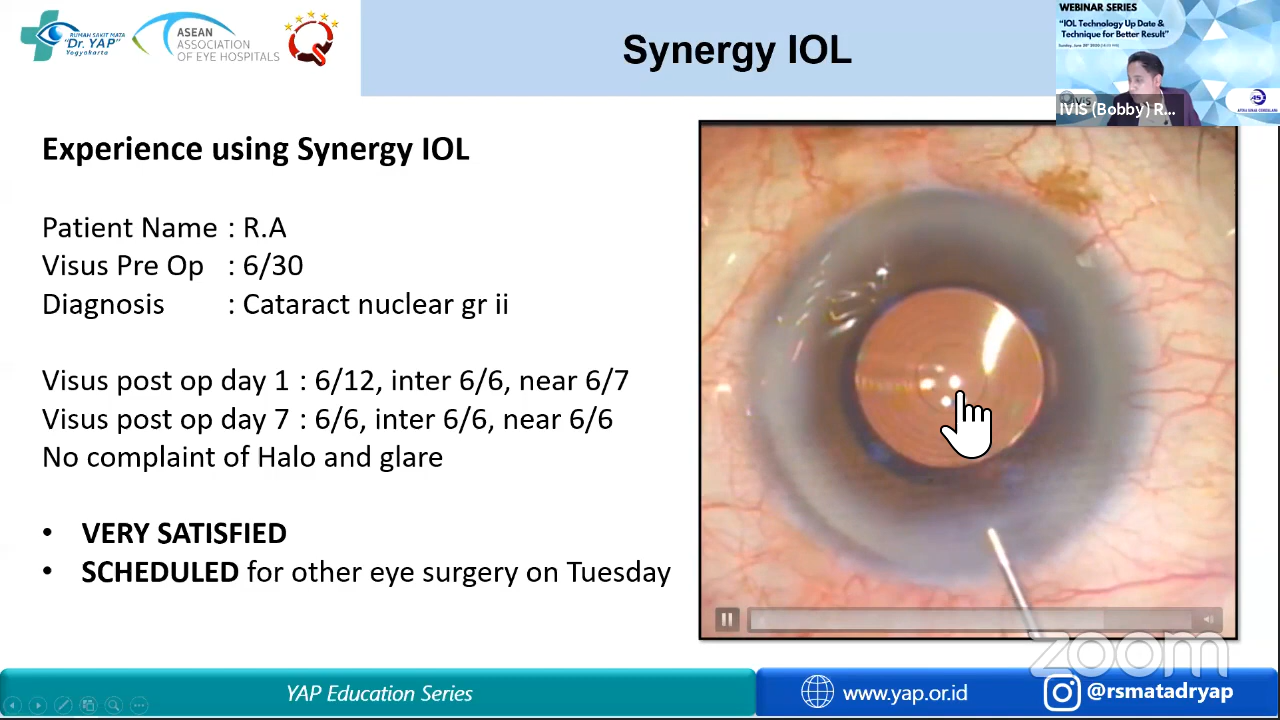 RUMAH SAKIT MATA
"Dr. YAP"
Yogyakarta
ASEAN
ASSOCIATION
OF EYE HOSPITALS
Q
Synergy IOL
WEBINAR SERIES
"IOL Technology Up Date &
Technique for Better Result"
IVIS (Bobby) R...
Experience using Synergy IOL
Patient Name : R.A
Visus Pre Op : 6/30
Diagnosis : Cataract nuclear gr ii
Visus post op day 1 : 6/12, inter 6/6, near 6/7
Visus post op day 7 : 6/6, inter 6/6, near 6/6
No complaint of Halo and glare
• VERY SATISFIED
• SCHEDULED for other eye surgery on Tuesday
zoom
YAP Education Series
www.yap.or.id
@rsmatadryap